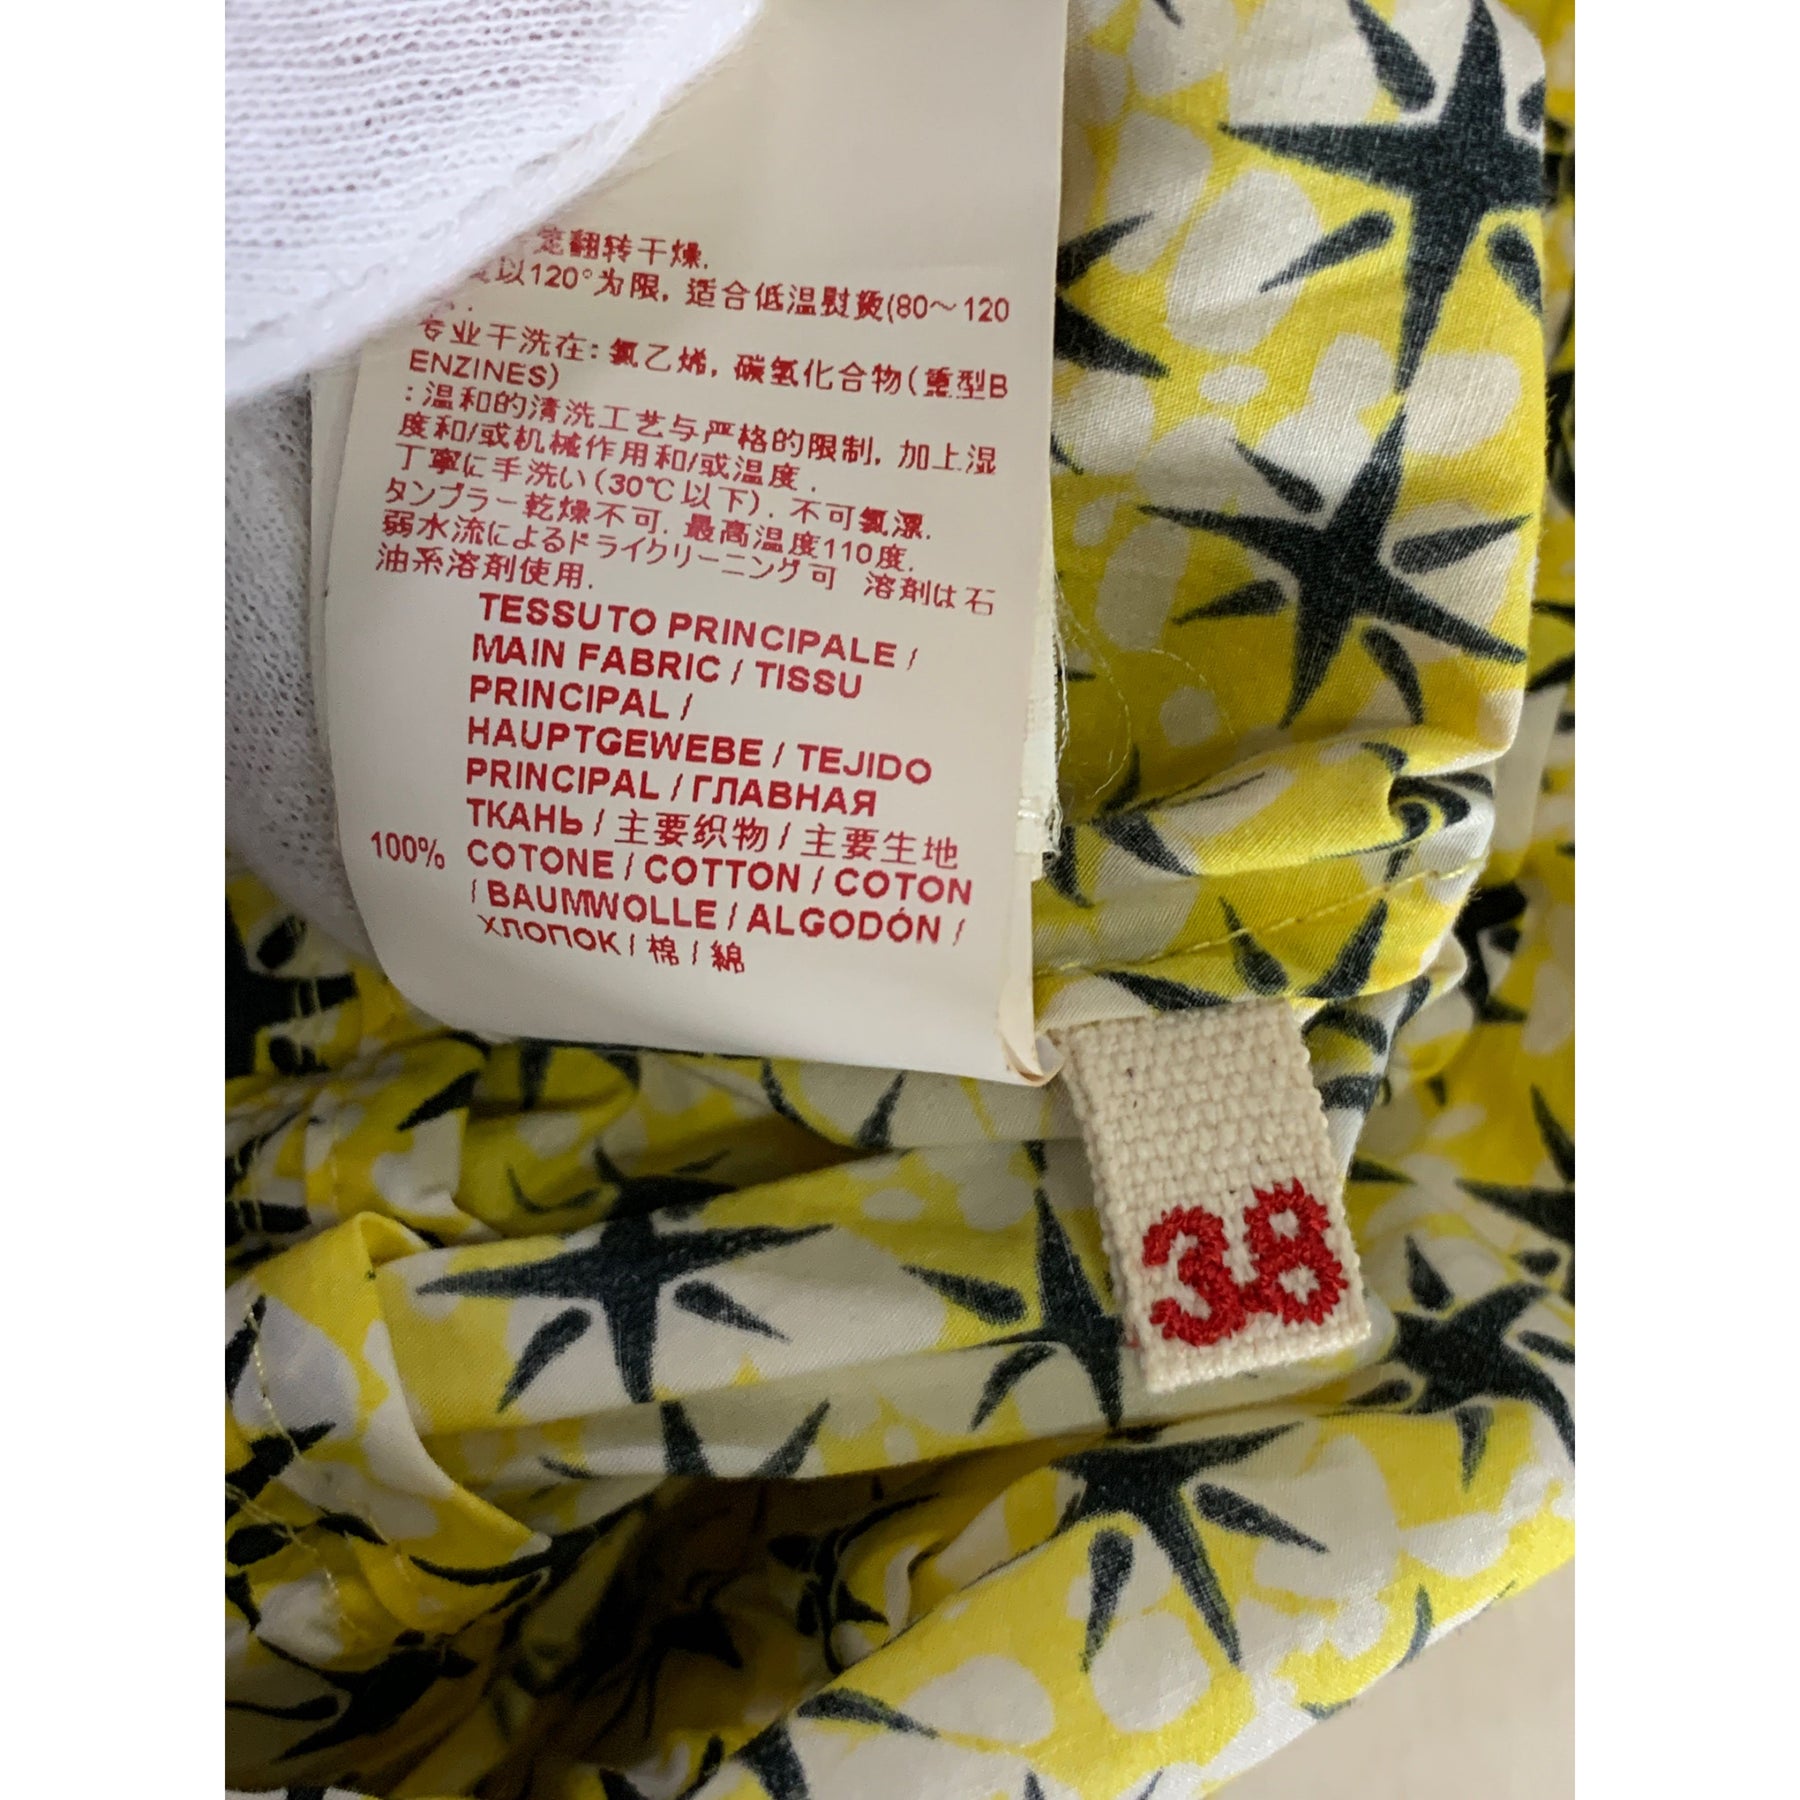 翻转干燥.
以120°为限, 适合低温熨烫(80～120
专业干洗在: 氯乙烯, 碳氢化合物(重型B
ENZINES)
: 温和的清洗工艺与严格的限制, 加上湿
度和/或机械作用和/或温度.
丁寧に手洗い(30℃以下). 不可氯漂.
タンブラー乾燥不可. 最高温度110度.
弱水流によるドライクリーニング可 溶剤は石
油系溶剤使用.
TESSUTO PRINCIPALE /
MAIN FABRIC / TISSU
PRINCIPAL /
HAUPTGEWEBE / TEJIDO
PRINCIPAL / ГЛАВНАЯ
ТКАНЬ / 主要织物 / 主要生地
100% COTONE / COTTON / COTON
/ BAUMWOLLE / ALGODÓN /
ХЛОПОК / 棉 / 綿
38